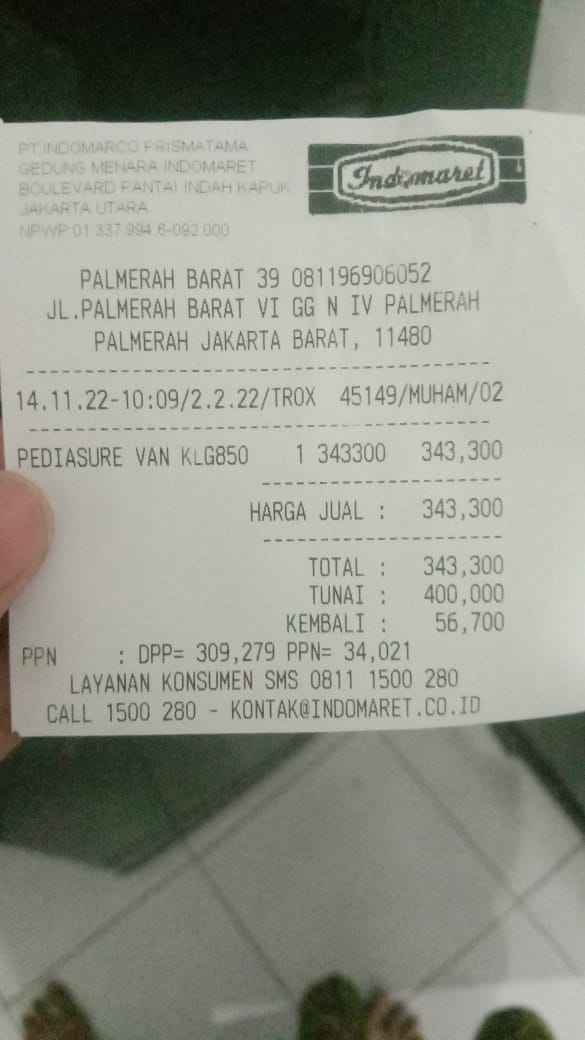 PT INDOMARCO PRISMATAMA
GEDUNG MENARA INDOMARET
BOULEVARD PANTAI INDAH KAPUK
JAKARTA UTARA
NPWP:01.337.994.6-092.000
Indomaret
PALMERAH BARAT 39 081196906052
JL.PALMERAH BARAT VI GG N IV PALMERAH
PALMERAH JAKARTA BARAT, 11480
14.11.22-10:09/2.2.22/TROX 45149/MUHAM/02
PEDIASURE VAN KLG850 1 343300 343,300
HARGA JUAL : 343,300
TOTAL : 343,300
TUNAI : 400,000
KEMBALI : 56,700
PPN : DPP= 309,279 PPN= 34,021
LAYANAN KONSUMEN SMS 0811 1500 280
CALL 1500 280 - KONTAK@INDOMARET.CO.ID